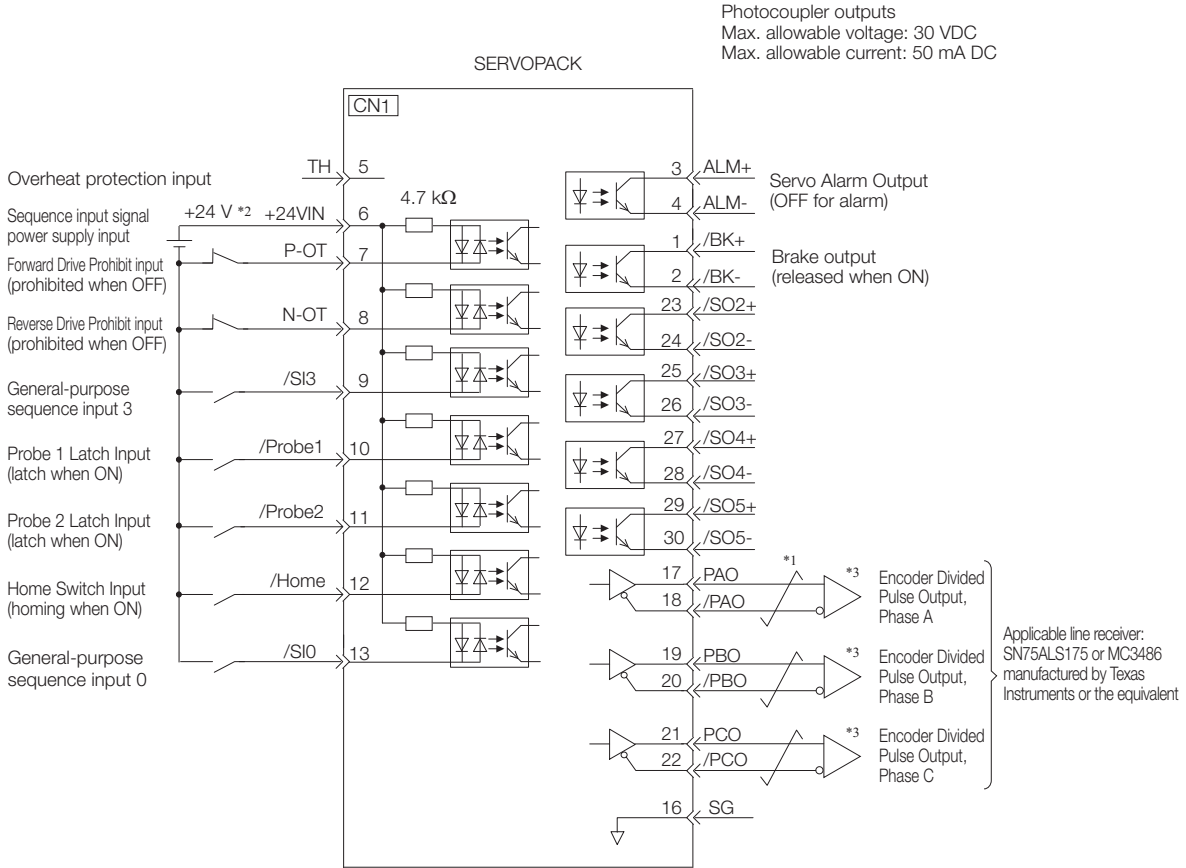 Photocoupler outputs
Max. allowable voltage: 30 VDC
Max. allowable current: 50 mA DC
SERVOPACK
CN1
Overheat protection input
TH 5
Sequence input signal
power supply input
+24 V *2 +24VIN 6
4.7 kΩ
Forward Drive Prohibit input
(prohibited when OFF)
P-OT 7
Reverse Drive Prohibit input
(prohibited when OFF)
N-OT 8
General-purpose
sequence input 3
/SI3 9
Probe 1 Latch Input
(latch when ON)
/Probe1 10
Probe 2 Latch Input
(latch when ON)
/Probe2 11
Home Switch Input
(homing when ON)
/Home 12
General-purpose
sequence input 0
/SI0 13
3 ALM+
4 ALM-
Servo Alarm Output
(OFF for alarm)
1 /BK+
2 /BK-
Brake output
(released when ON)
23 /SO2+
24 /SO2-
25 /SO3+
26 /SO3-
27 /SO4+
28 /SO4-
29 /SO5+
30 /SO5-
*1
17 PAO
18 /PAO
*3
Encoder Divided
Pulse Output,
Phase A
19 PBO
20 /PBO
*3
Encoder Divided
Pulse Output,
Phase B
21 PCO
22 /PCO
*3
Encoder Divided
Pulse Output,
Phase C
Applicable line receiver:
SN75ALS175 or MC3486
manufactured by Texas
Instruments or the equivalent
16 SG